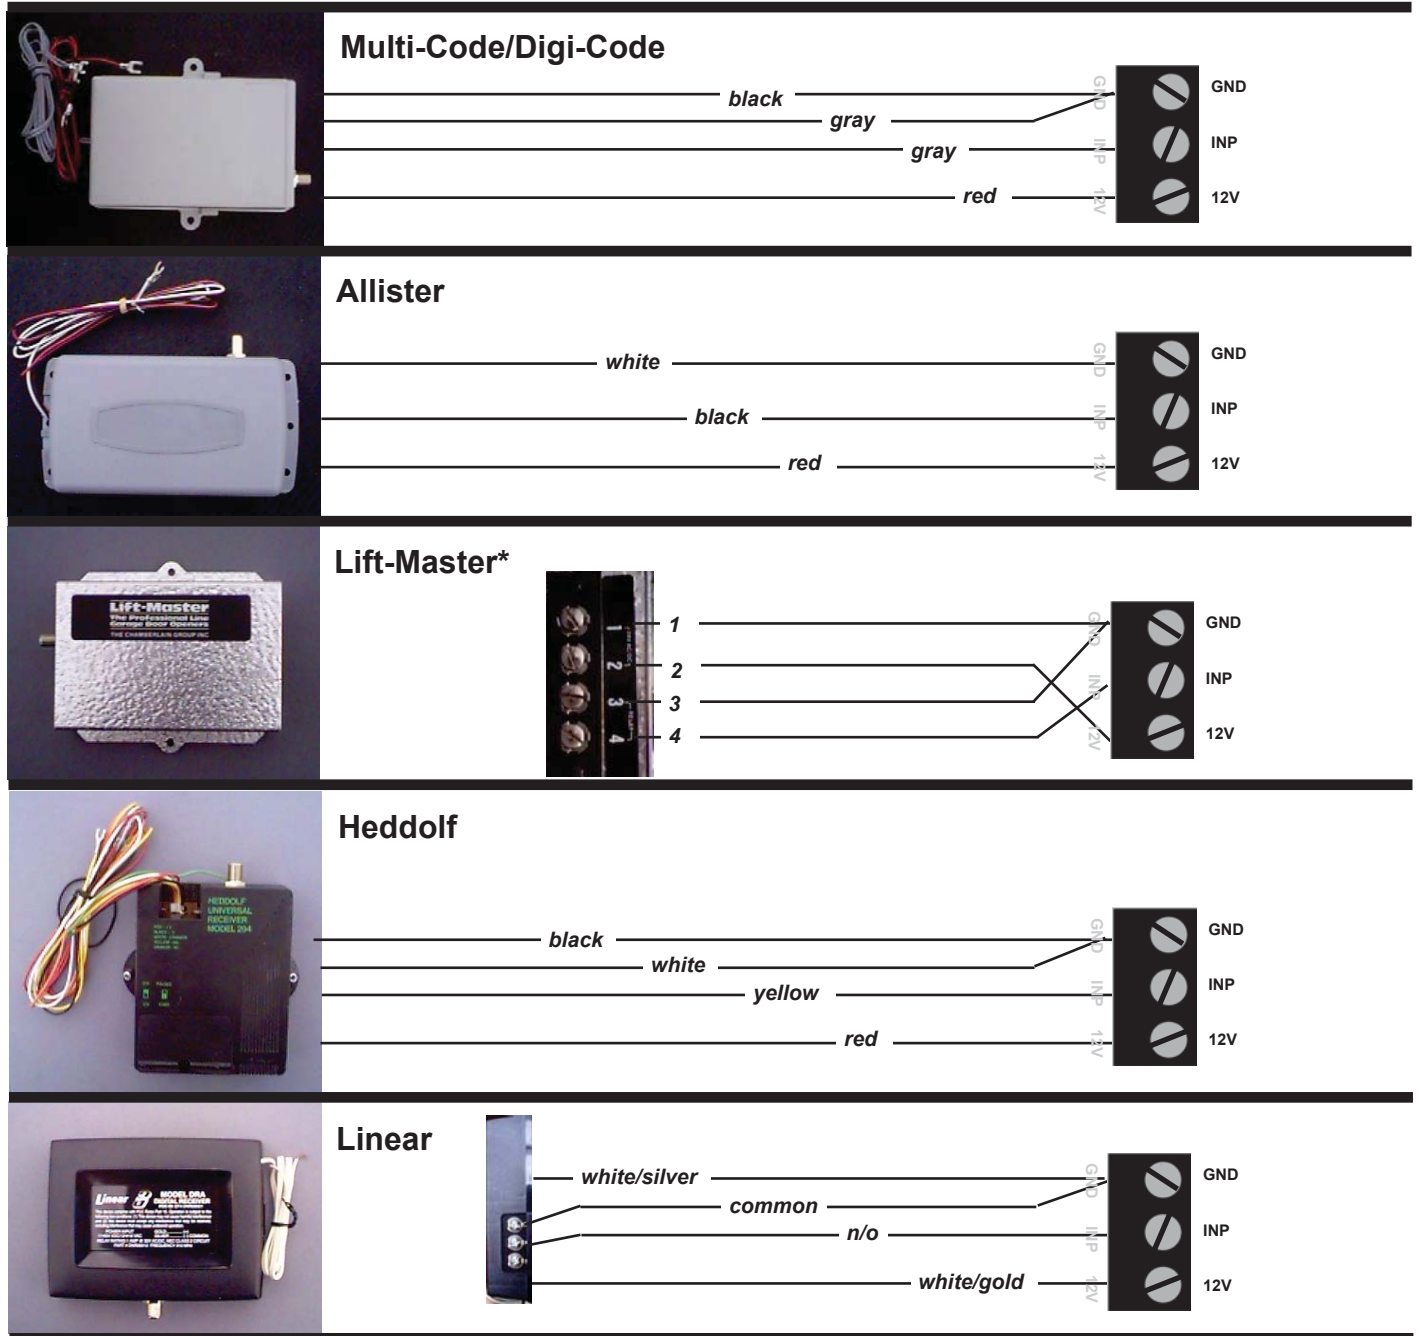 Multi-Code/Digi-Code
black
gray
gray
red
GND
INP
12V
GND
INP
12V
Allister
white
black
red
GND
INP
12V
GND
INP
12V
Lift-Master*
Lift-Master
The Professional Line
Garage Door Openers
THE CHAMBERLAIN GROUP INC
1
2
3
4
1
2
3
4
GND
INP
12V
GND
INP
12V
Heddolf
HEDDOLF
UNIVERSAL
RECEIVER
MODEL 294
black
white
yellow
red
GND
INP
12V
GND
INP
12V
Linear
Linear
MODEL DRA
DIGITAL RECEIVER
white/silver
common
n/o
white/gold
GND
INP
12V
GND
INP
12V